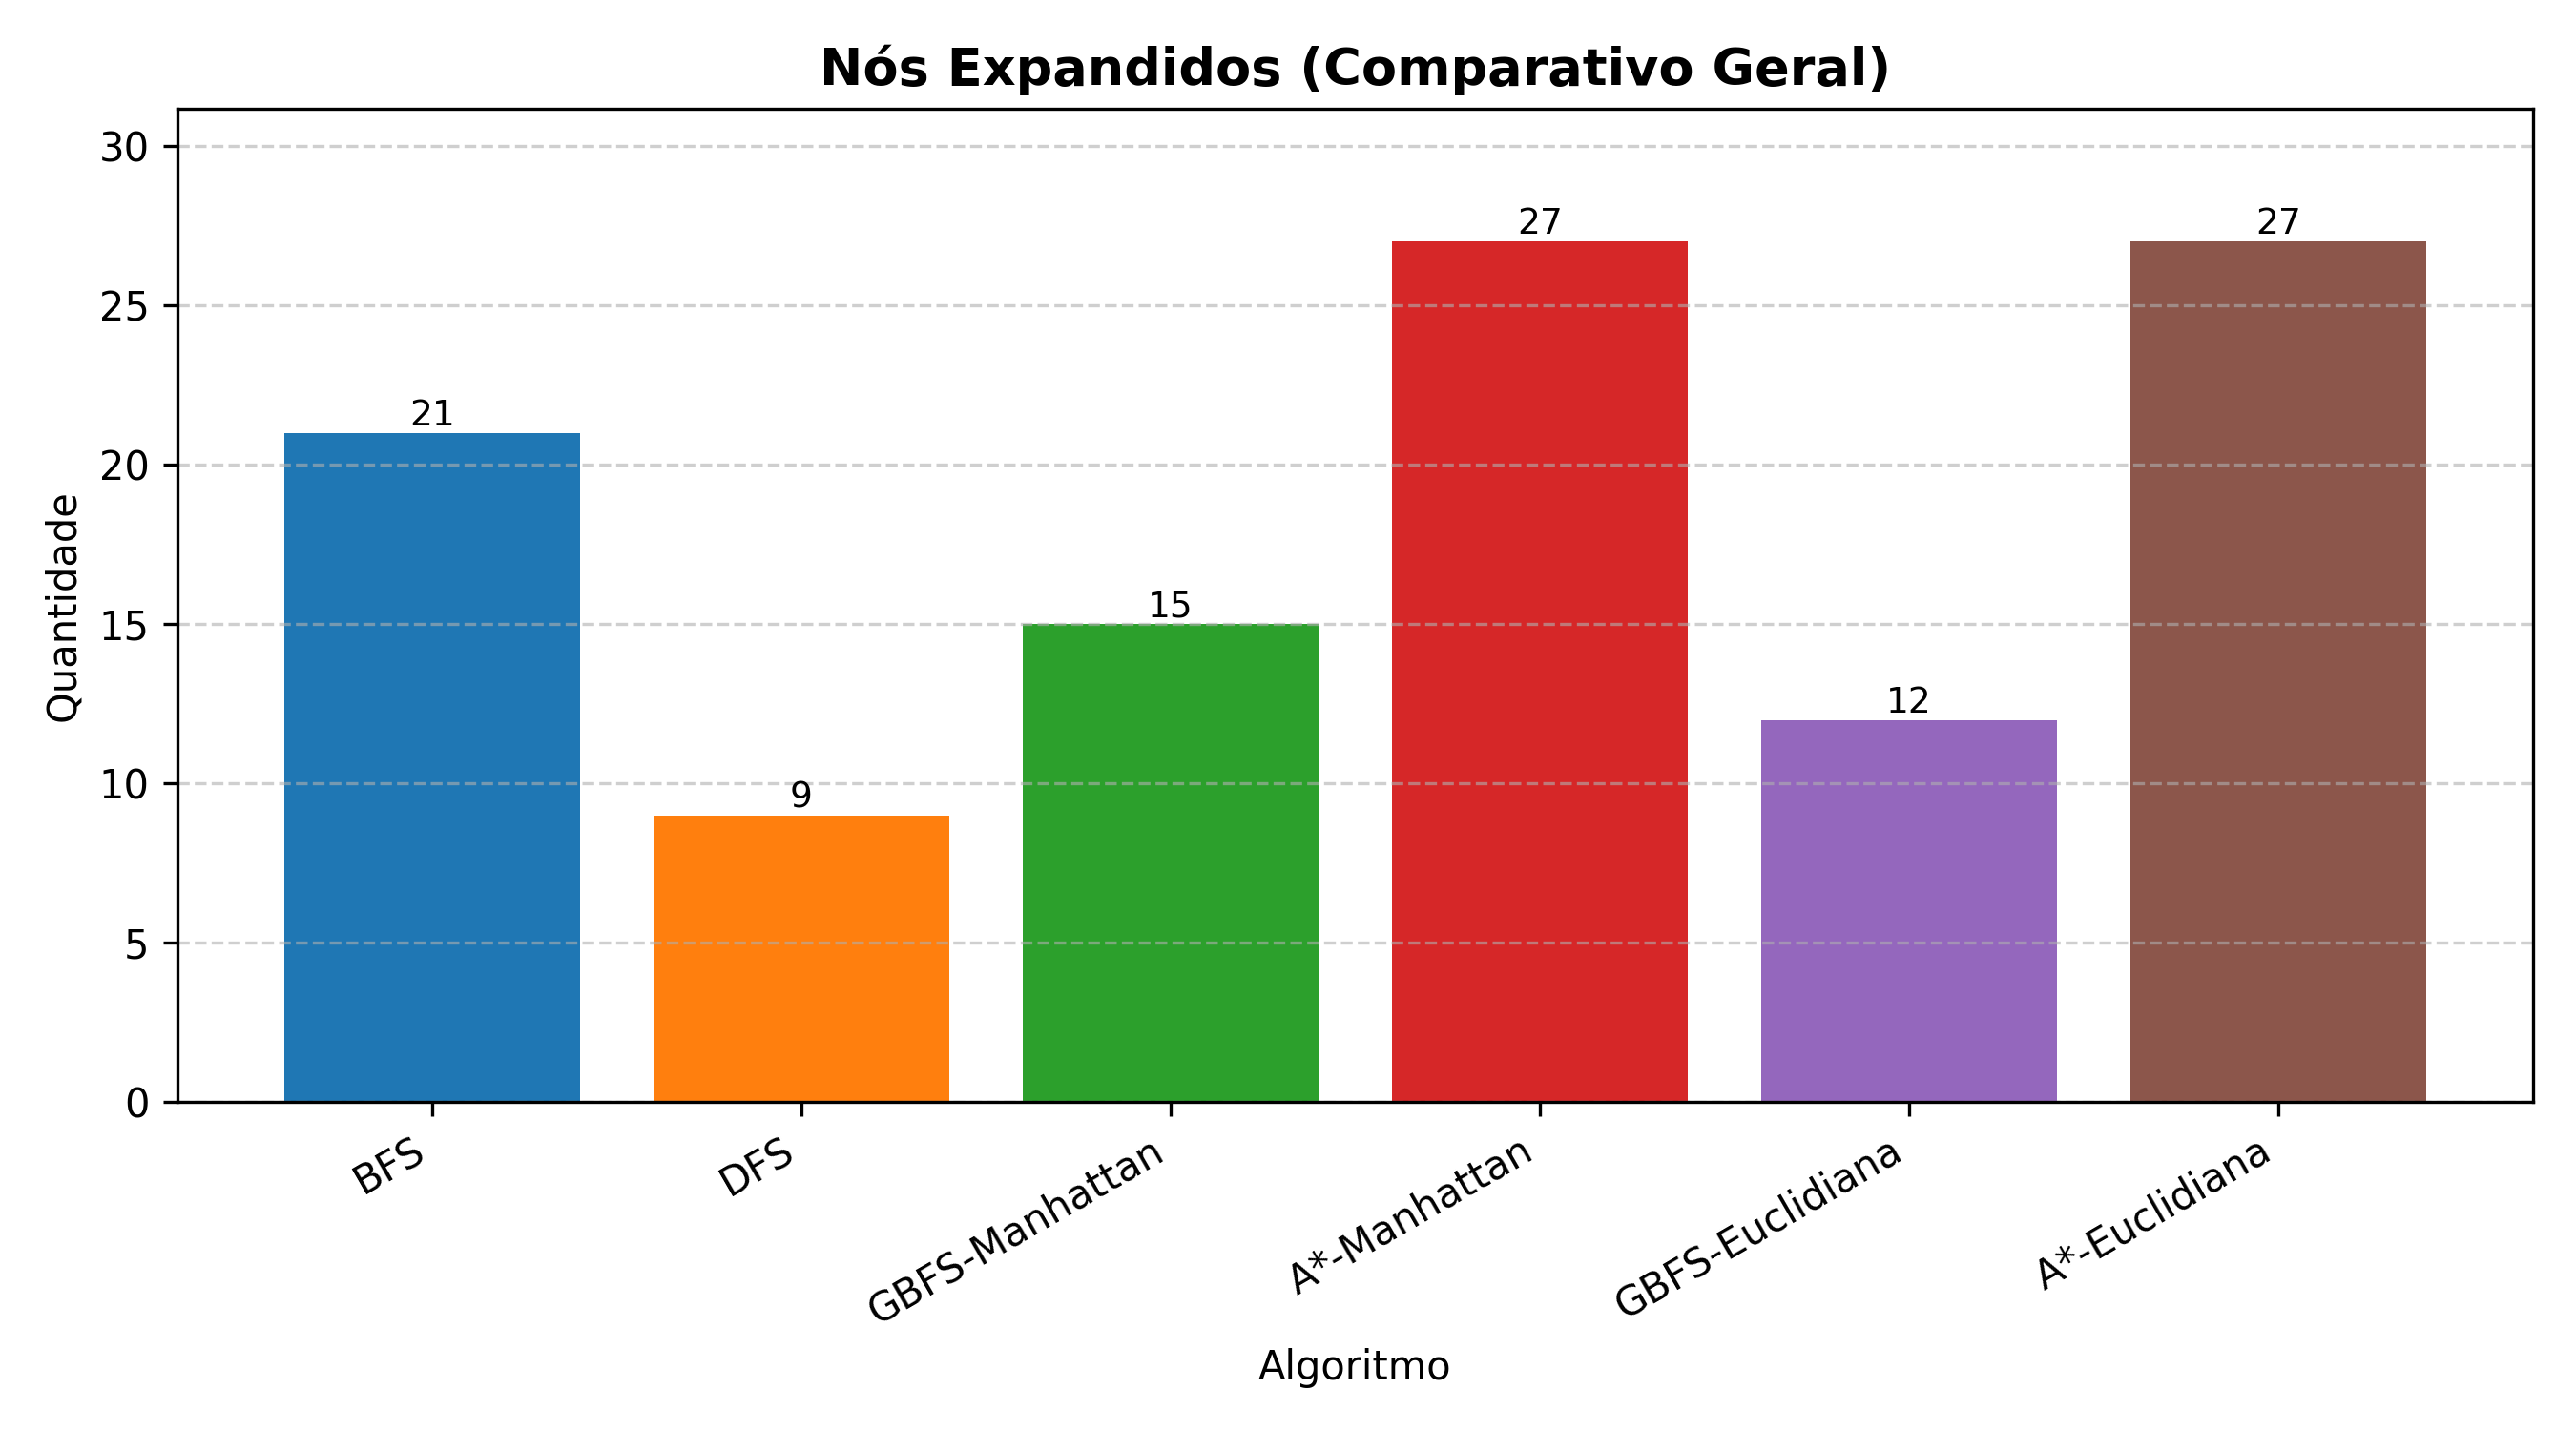 Nós Expandidos (Comparativo Geral)
Quantidade
30
25
20
15
10
5
0
21
9
15
27
12
27
BFS
DFS
GBFS-Manhattan
A*-Manhattan
GBFS-Euclidiana
A*-Euclidiana
Algoritmo